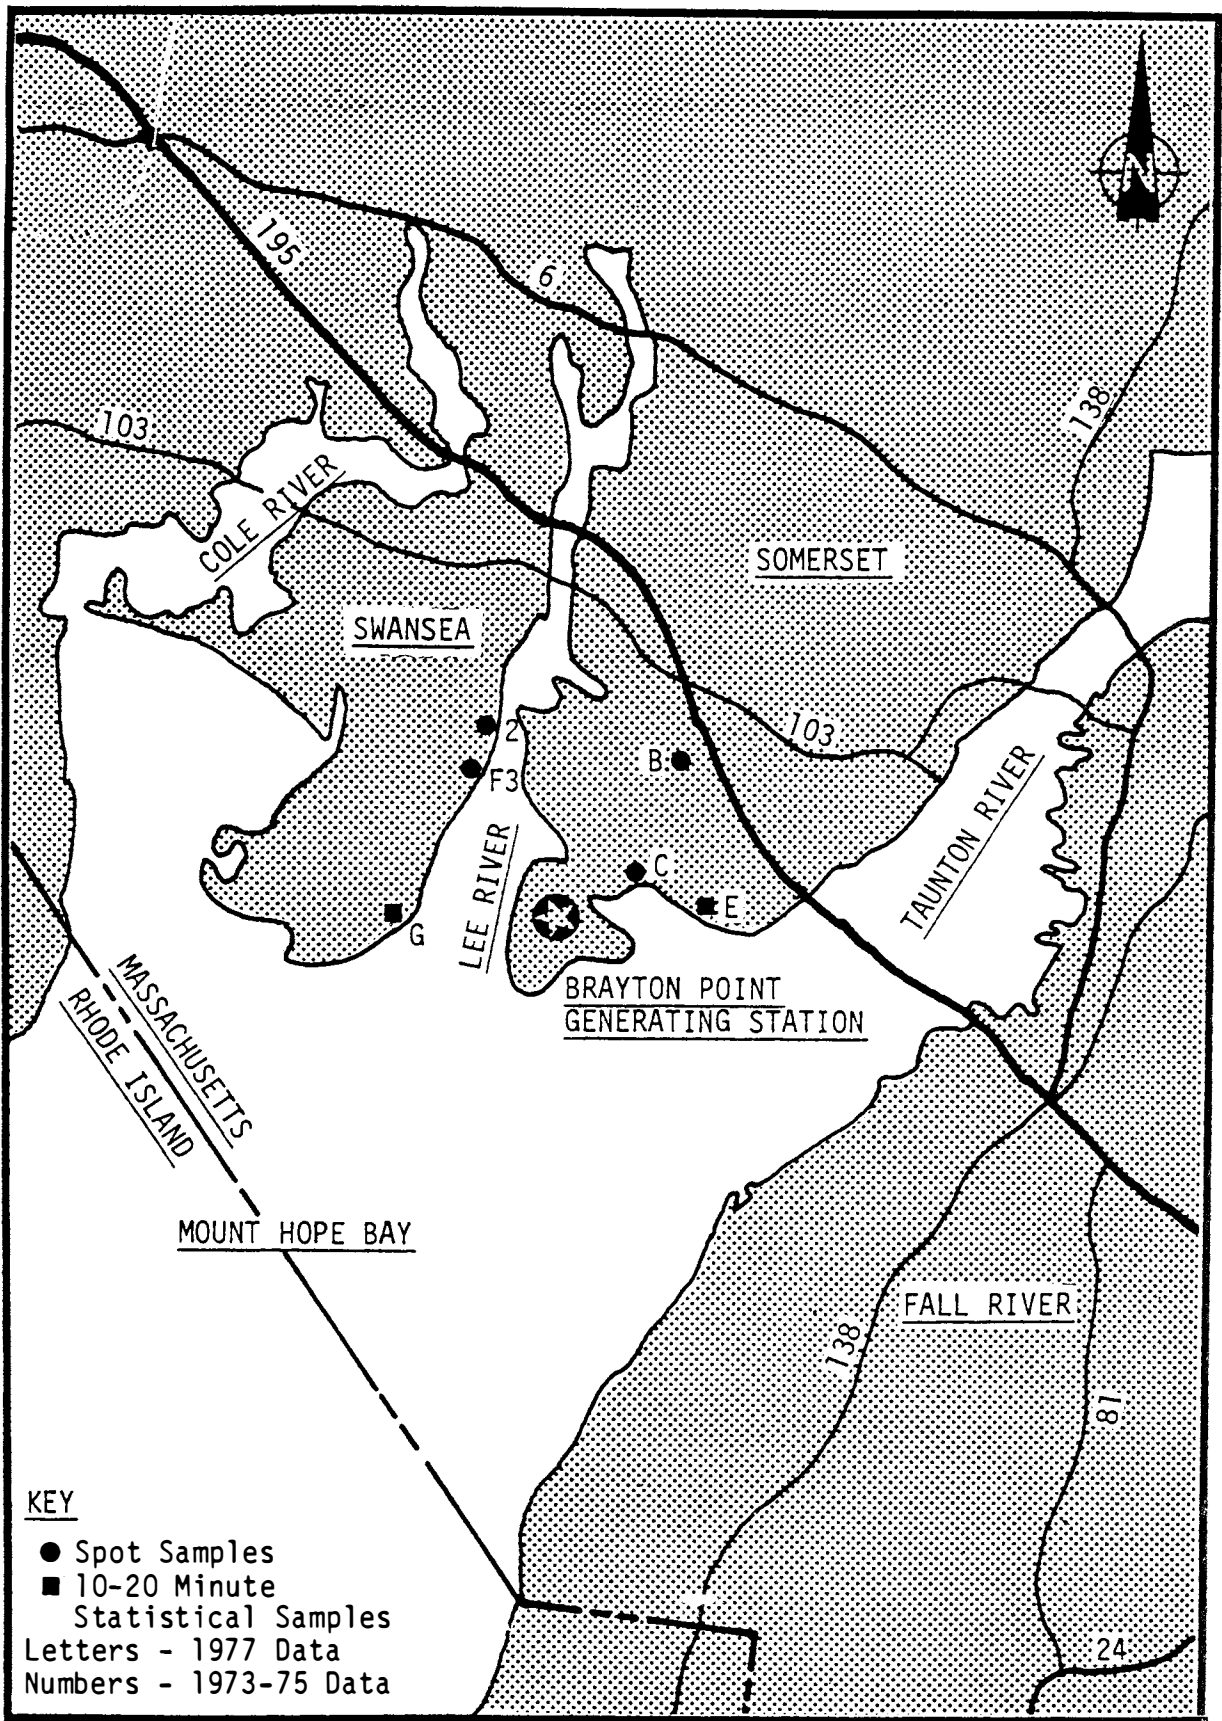 N
195
6
138
103
COLE RIVER
SOMERSET
SWANSEA
2
F3
B
103
TAUNTON RIVER
LEE RIVER
C
E
G
BRAYTON POINT
GENERATING STATION
MASSACHUSETTS
RHODE ISLAND
MOUNT HOPE BAY
FALL RIVER
138
81
24
KEY
Spot Samples
10-20 Minute
Statistical Samples
Letters - 1977 Data
Numbers - 1973-75 Data